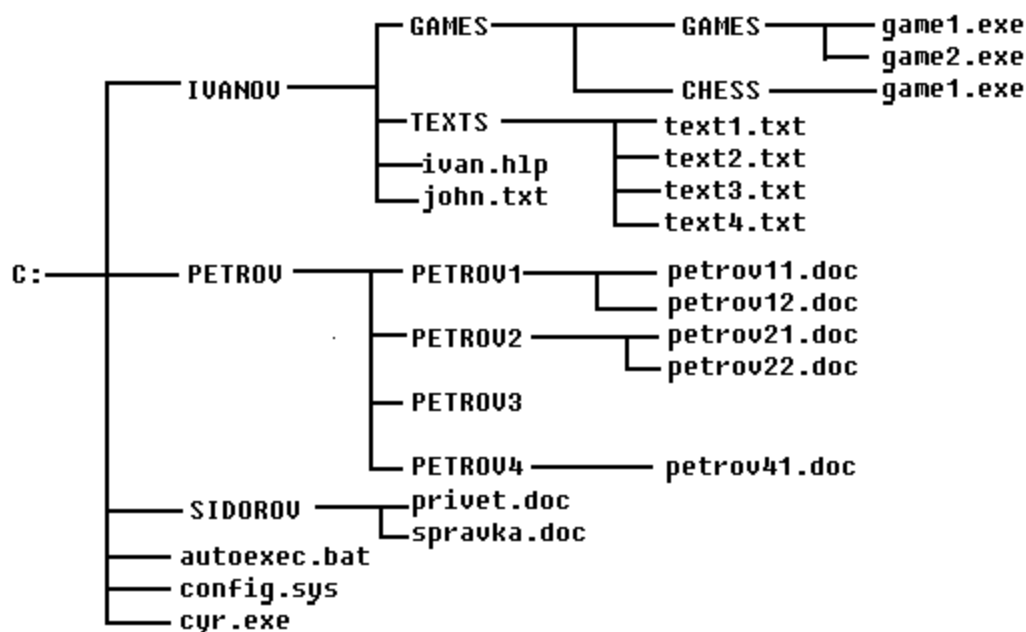 GAMES GAMES game1.exe
game2.exe
IVANOV CHESS game1.exe
TEXTS text1.txt
text2.txt
ivan.hlp
text3.txt
john.txt
text4.txt
C: PETROV PETROV1 petrov11.doc
petrov12.doc
PETROV2 petrov21.doc
petrov22.doc
PETROV3
PETROV4 petrov41.doc
SIDOROV privet.doc
spravka.doc
autoexec.bat
config.sys
cyr.exe